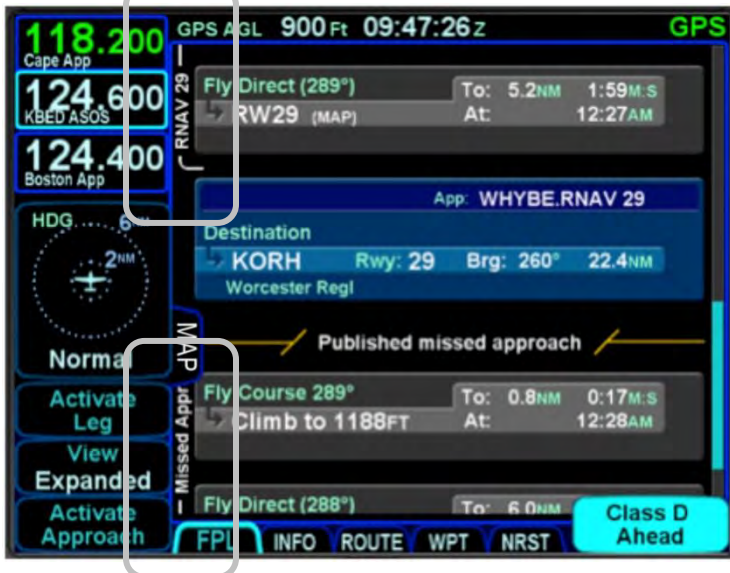 118.200
Cape App
124.600
KBED ASOS
124.400
Boston App
GPS AGL 900 Ft 09:47:26 Z
GPS
RNAV 29
Fly Direct (289°) To: 5.2NM 1:59M:S
RW29 (MAP) At: 12:27AM
App: WHYBE.RNAV 29
Destination
KORH Rwy: 29 Brg: 260° 22.4NM
Worcester Regl
HDG
2NM
Normal
MAP
Published missed approach
Missed Appr
Fly Course 289° To: 0.8NM 0:17M:S
Climb to 1188FT At: 12:28AM
Fly Direct (288°) To: 6.0NM
Activate
Leg
View
Expanded
Activate
Approach
FPL INFO ROUTE WPT NRST
Class D
Ahead